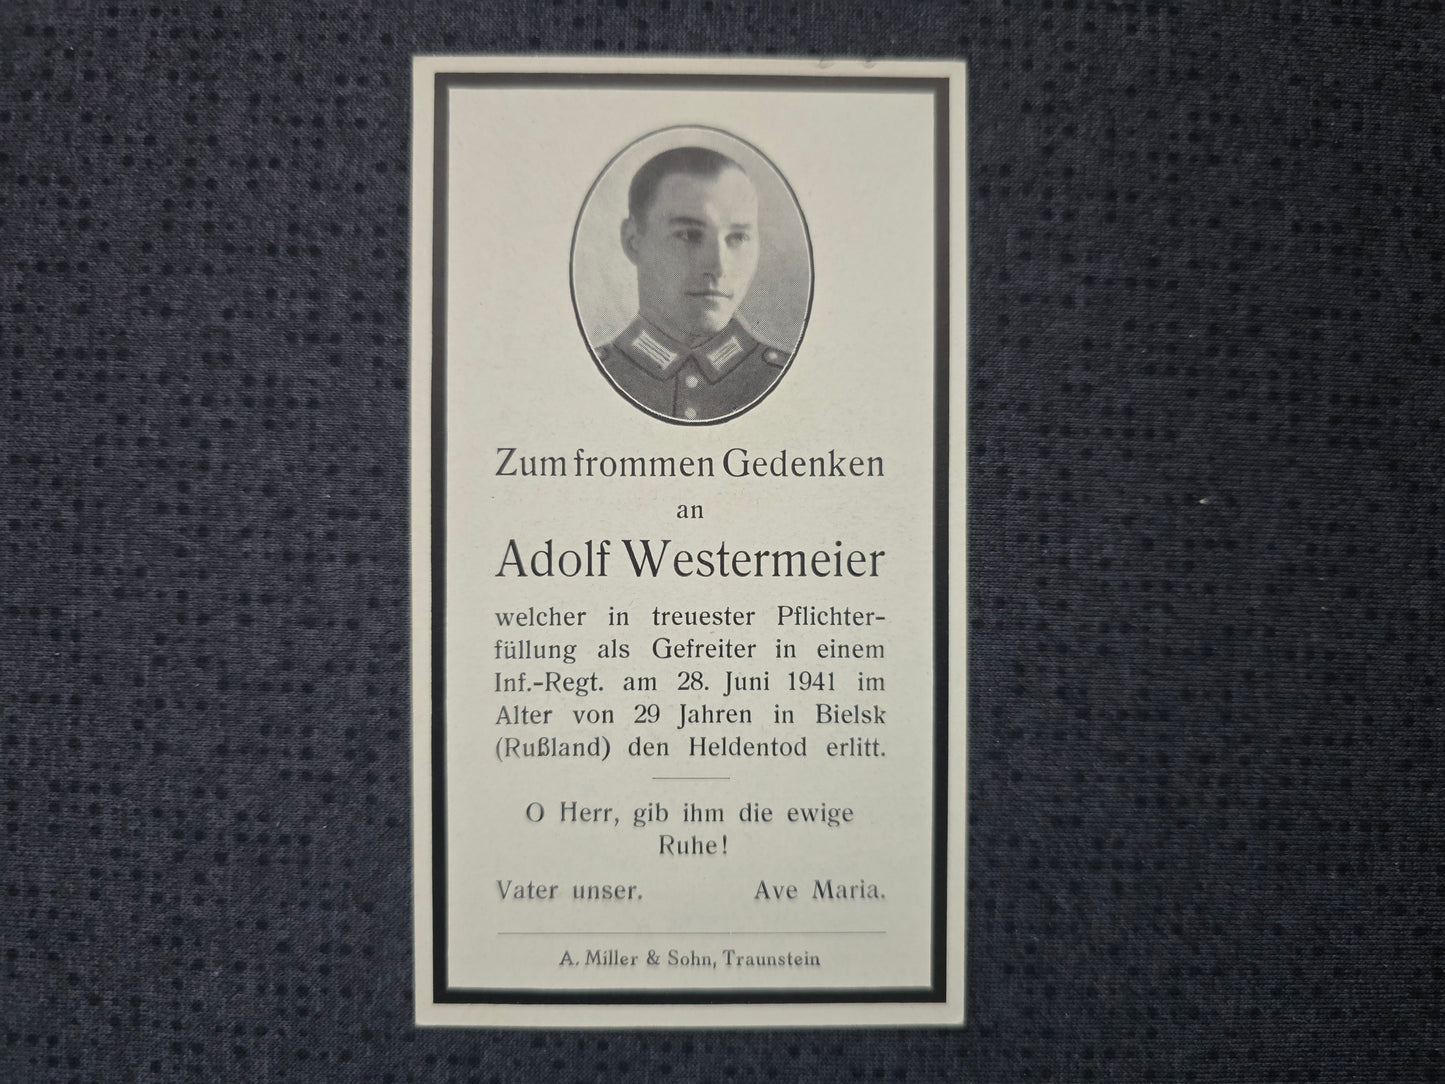 Zum frommen Gedenken
an
Adolf Westermeier
welcher in treuester Pflichter-
füllung als Gefreiter in einem
Inf.-Regt. am 28. Juni 1941 im
Alter von 29 Jahren in Bielsk
(Rußland) den Heldentod erlitt.
O Herr, gib ihm die ewige
Ruhe!
Vater unser. Ave Maria.
A. Miller & Sohn, Traunstein